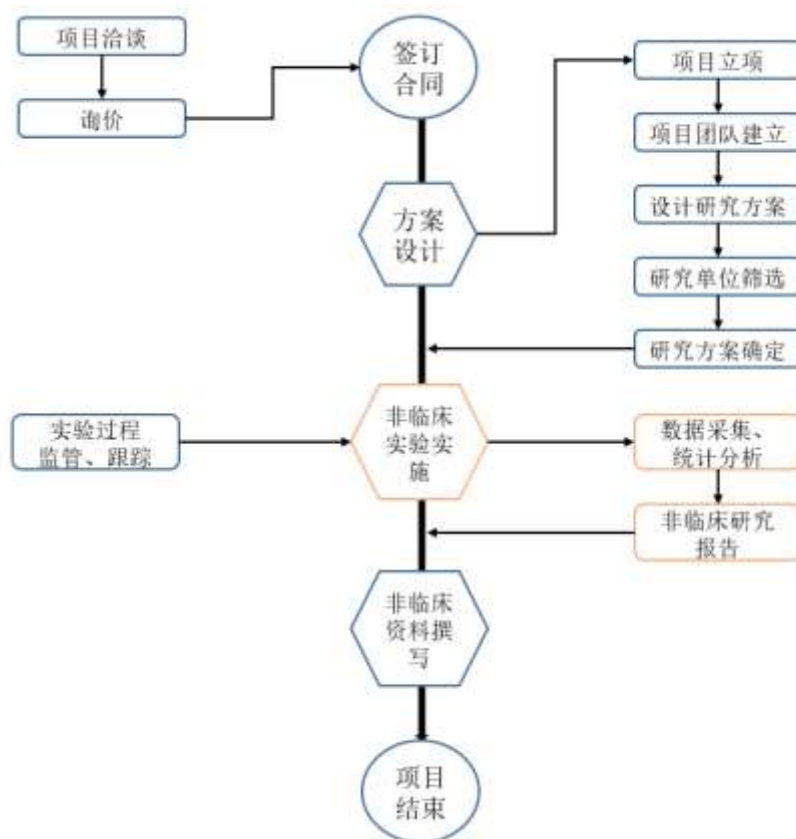 项目洽谈
询价
签订
合同
方案
设计
项目立项
项目团队建立
设计研究方案
研究单位筛选
研究方案确定
实验过程
监管、跟踪
非临床
实验实
施
数据采集、
统计分析
非临床研究
报告
非临床
资料撰
写
项目
结束